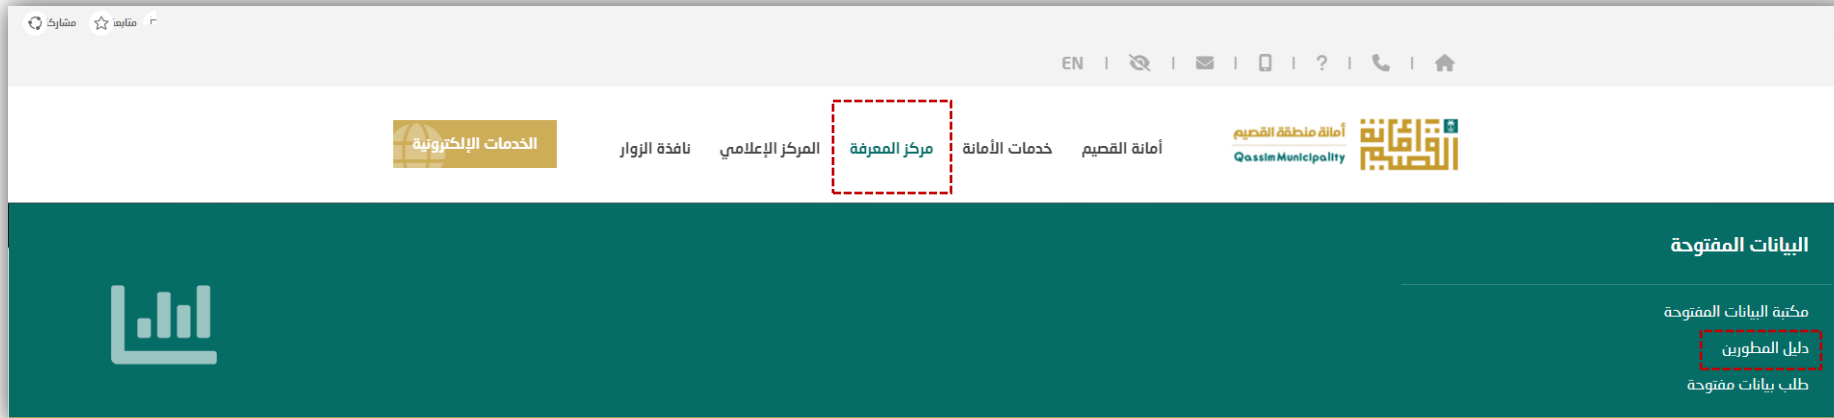 مشاركة متابعة
EN | | | | ? | |
أمانة منطقة القصيم
Qassim Municipality
أمانة القصيم خدمات الأمانة مركز المعرفة المركز الإعلامي نافذة الزوار الخدمات الإلكترونية
البيانات المفتوحة
مكتبة البيانات المفتوحة
دليل المطورين
طلب بيانات مفتوحة